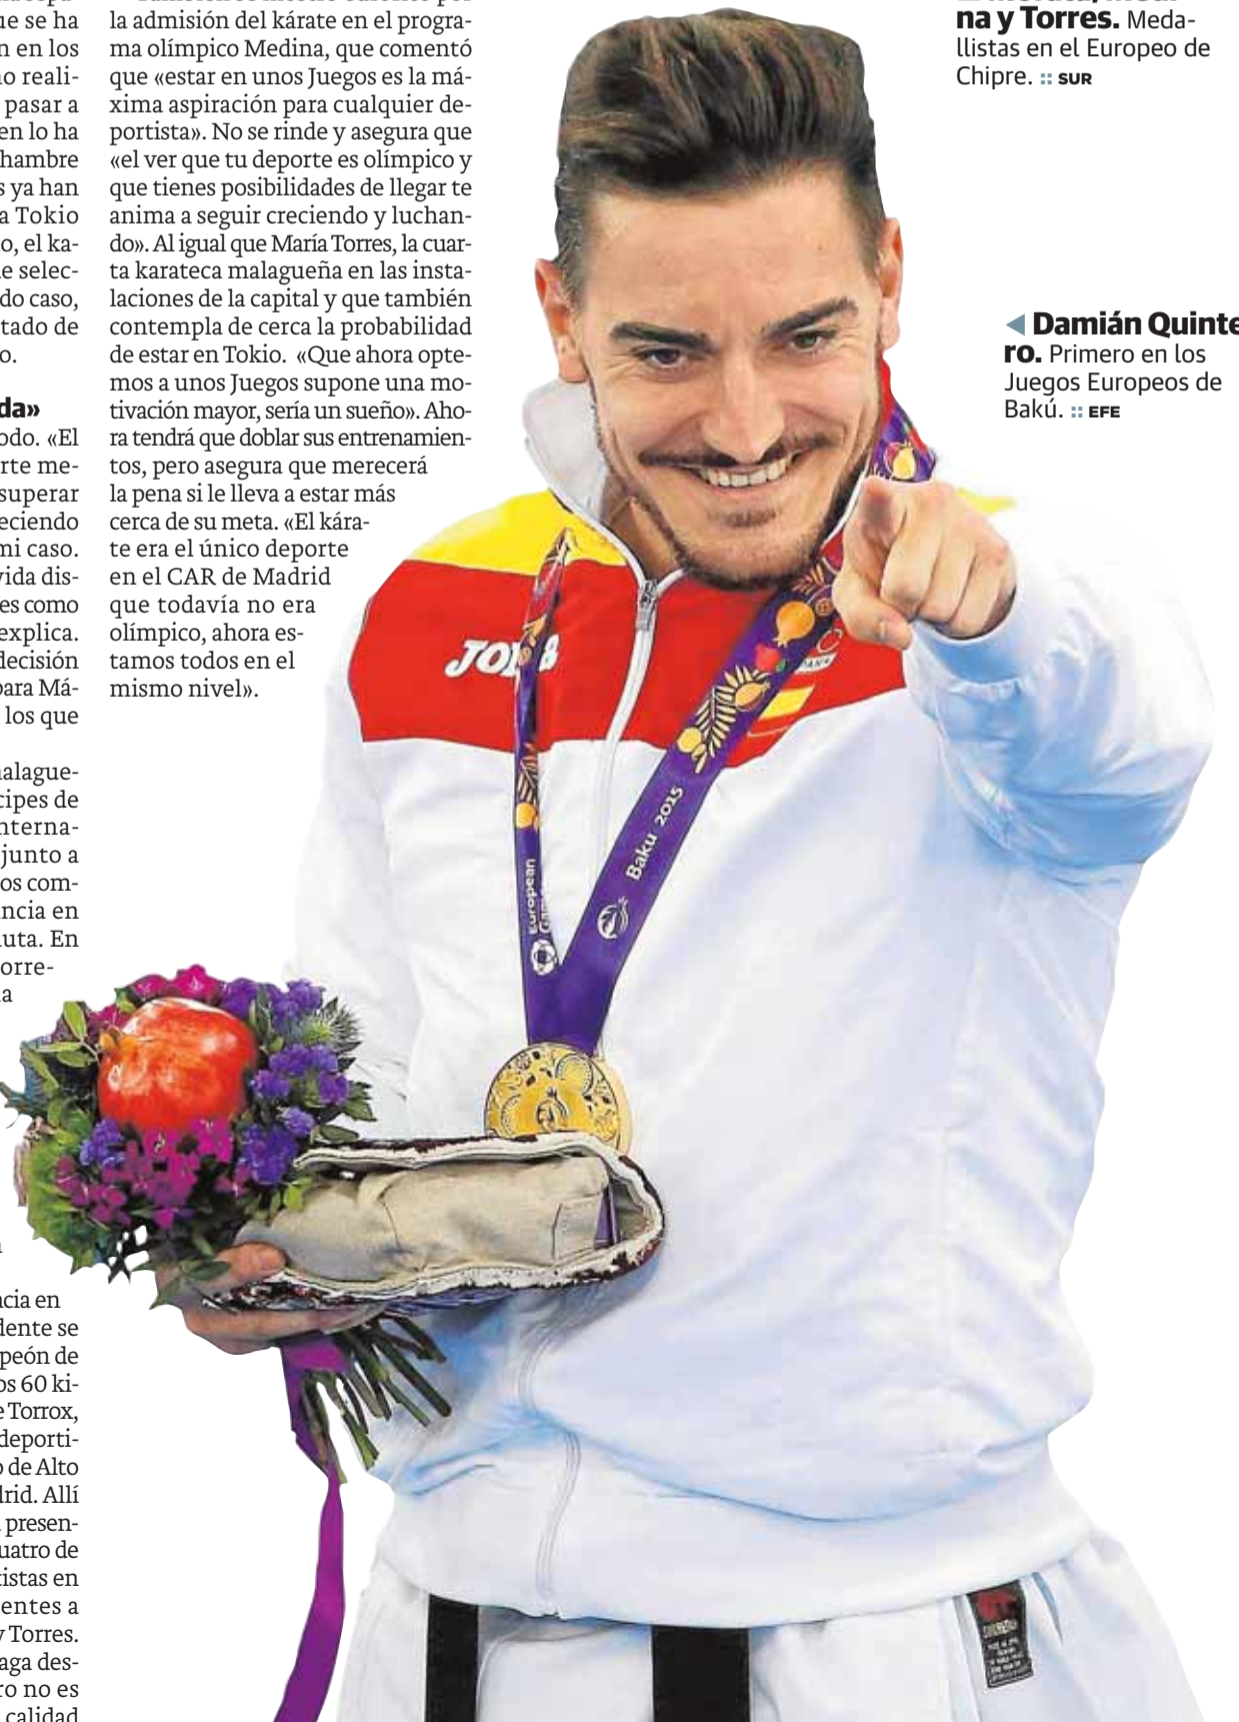 ue se ha
n en los
no reali-
pasar a
en lo ha
hambre
s ya han
a Tokio
o, el ka-
e selec-
do caso,
tado de
o.
da»
odo. «El
rte me-
superar
eciendo
mi caso.
vida dis-
es como
explica.
decisión
para Má-
los que
nalague-
cipes de
nterna-
junto a
os com-
ncia en
luta. En
orre-
la
ncia en
dente se
peón de
os 60 ki-
e Torrox,
deporti-
o de Alto
drid. Allí
presen-
uatro de
tistas en
entes a
y Torres.
aga des-
ro no es
calidad
la admisión del kárate en el progra-
ma olímpico Medina, que comentó
que «estar en unos Juegos es la má-
xima aspiración para cualquier de-
portista». No se rinde y asegura que
«el ver que tu deporte es olímpico y
que tienes posibilidades de llegar te
anima a seguir creciendo y luchan-
do». Al igual que María Torres, la cuar-
ta karateca malagueña en las insta-
laciones de la capital y que también
contempla de cerca la probabilidad
de estar en Tokio. «Que ahora opte-
mos a unos Juegos supone una mo-
tivación mayor, sería un sueño». Aho-
ra tendrá que doblar sus entrenamien-
tos, pero asegura que merecerá
la pena si le lleva a estar más
cerca de su meta. «El kára-
te era el único deporte
en el CAR de Madrid
que todavía no era
olímpico, ahora es-
tamos todos en el
mismo nivel».
na y Torres. Meda-
llistas en el Europeo de
Chipre. :: SUR
◀ Damián Quinte
ro. Primero en los
Juegos Europeos de
Bakú. :: EFE
Baku 2015
European